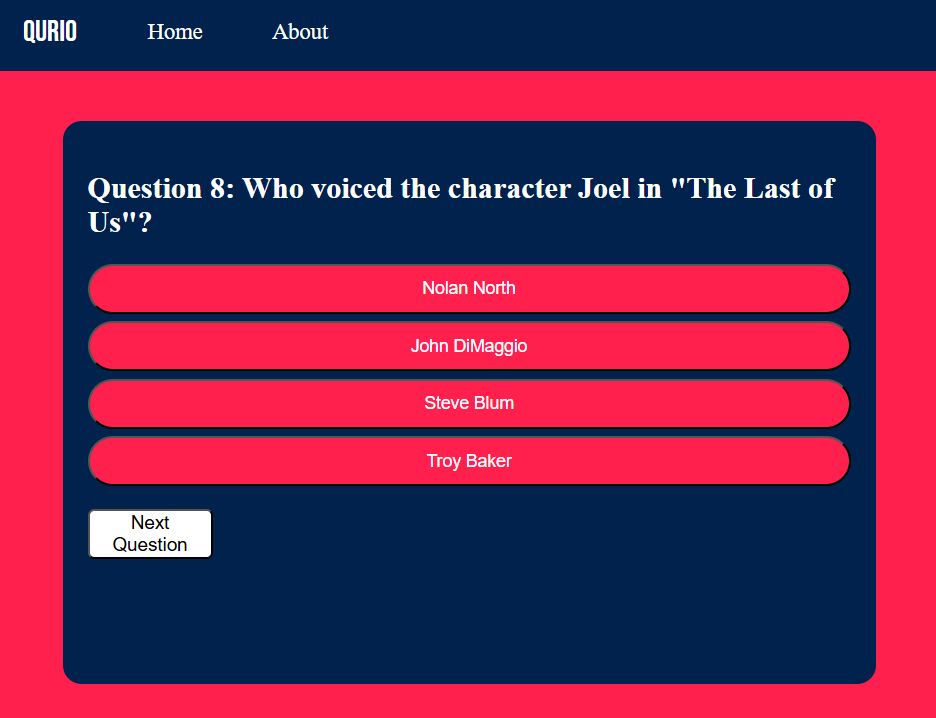 QURIO Home About
Question 8: Who voiced the character Joel in "The Last of
Us"?
Nolan North
John DiMaggio
Steve Blum
Troy Baker
Next
Question